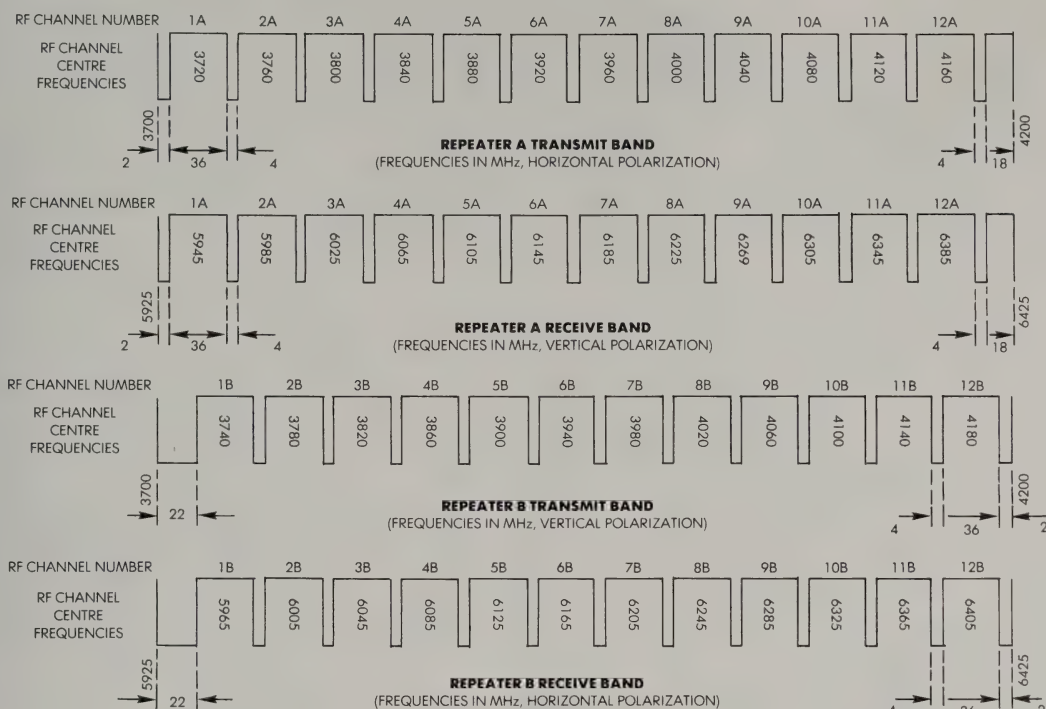 RF CHANNEL NUMBER 1A 2A 3A 4A 5A 6A 7A 8A 9A 10A 11A 12A
RF CHANNEL
CENTRE
FREQUENCIES
3720 3760 3800 3840 3880 3920 3960 4000 4040 4080 4120 4160
3700 4200
2 36 4 4 18
REPEATER A TRANSMIT BAND
(FREQUENCIES IN MHz, HORIZONTAL POLARIZATION)
RF CHANNEL NUMBER 1A 2A 3A 4A 5A 6A 7A 8A 9A 10A 11A 12A
RF CHANNEL
CENTRE
FREQUENCIES
5945 5985 6025 6065 6105 6145 6185 6225 6269 6305 6345 6385
5925 6425
2 36 4 4 18
REPEATER A RECEIVE BAND
(FREQUENCIES IN MHz, VERTICAL POLARIZATION)
RF CHANNEL NUMBER 1B 2B 3B 4B 5B 6B 7B 8B 9B 10B 11B 12B
RF CHANNEL
CENTRE
FREQUENCIES
3740 3780 3820 3860 3900 3940 3980 4020 4060 4100 4140 4180
3700 4200
22 4 36 2
REPEATER B TRANSMIT BAND
(FREQUENCIES IN MHz, VERTICAL POLARIZATION)
RF CHANNEL NUMBER 1B 2B 3B 4B 5B 6B 7B 8B 9B 10B 11B 12B
RF CHANNEL
CENTRE
FREQUENCIES
5965 6005 6045 6085 6125 6165 6205 6245 6285 6325 6365 6405
5925 6425
22
REPEATER B RECEIVE BAND
(FREQUENCIES IN MHz, HORIZONTAL POLARIZATION)